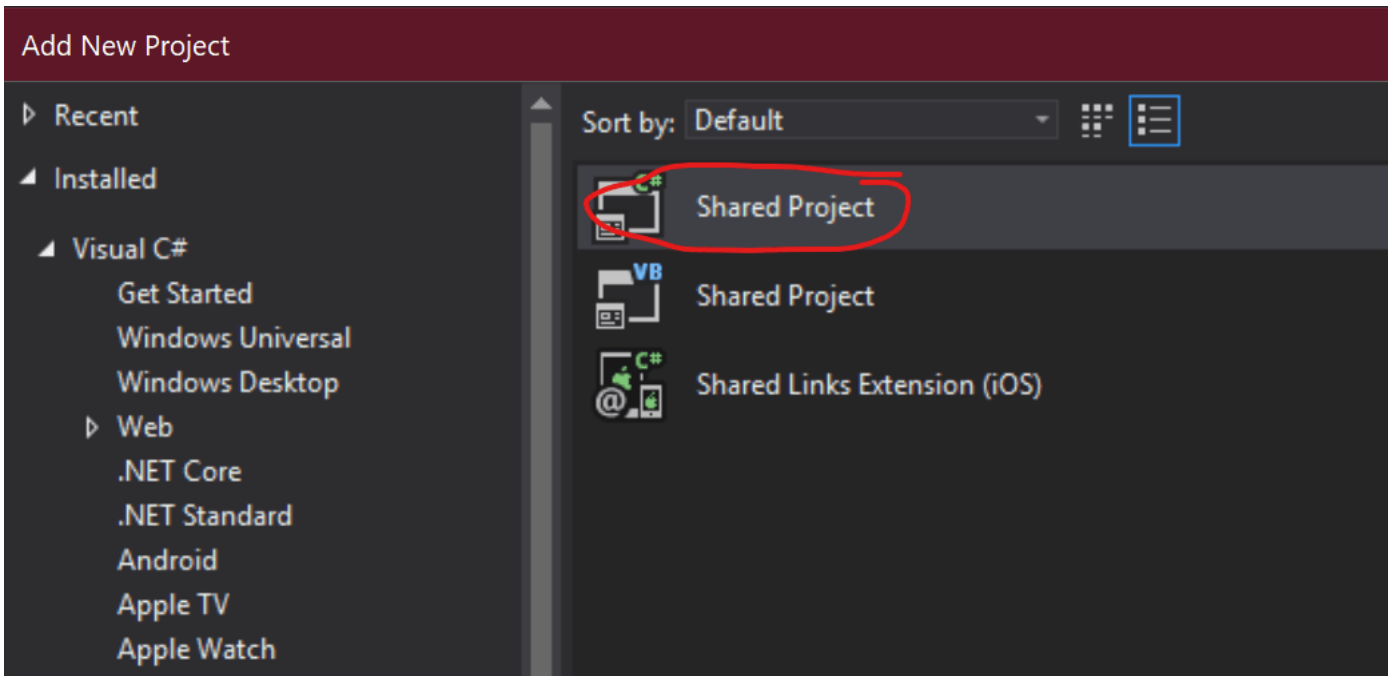 Add New Project
Recent
Installed
Visual C#
Get Started
Windows Universal
Windows Desktop
Web
.NET Core
.NET Standard
Android
Apple TV
Apple Watch
Sort by: Default
C#
Shared Project
VB
Shared Project
C#
@
Shared Links Extension (iOS)